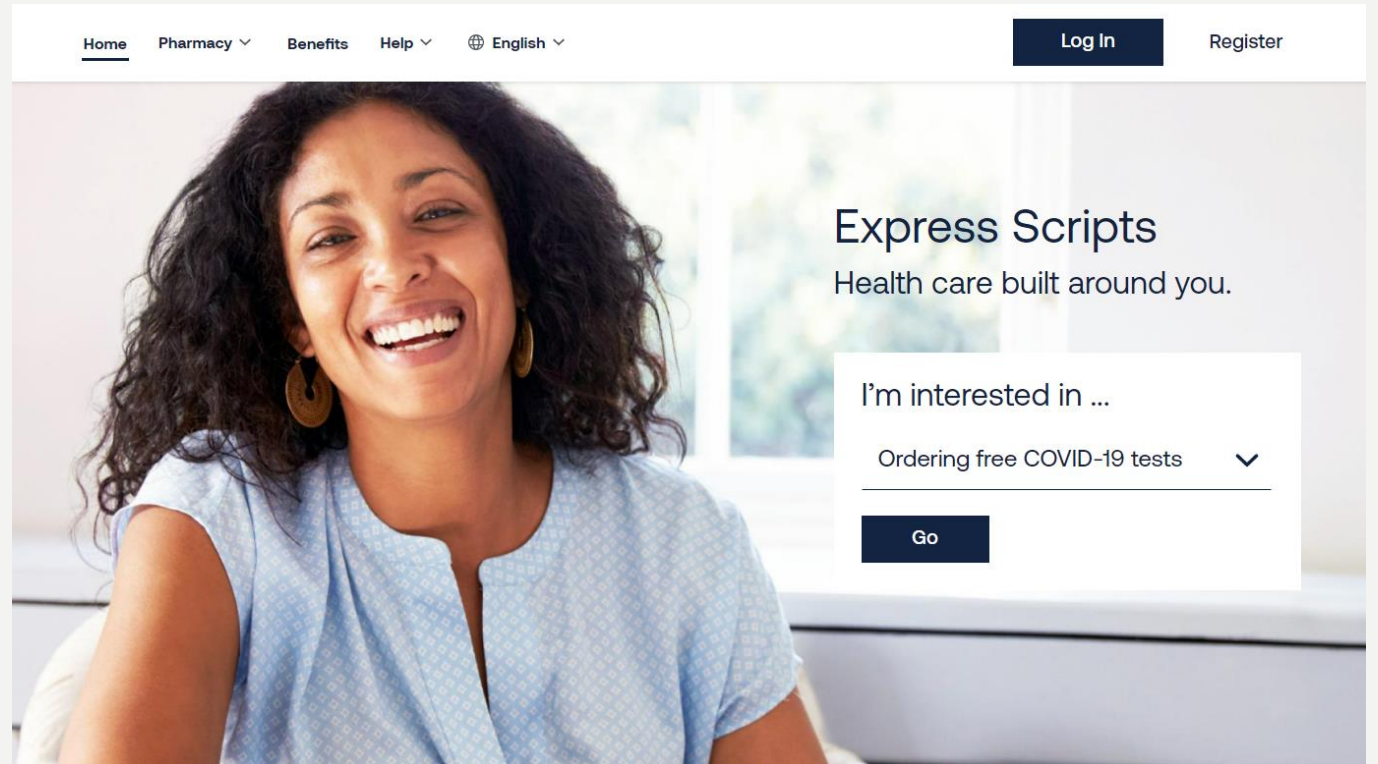 Home Pharmacy Benefits Help English Log In Register
Express Scripts
Health care built around you.
I'm interested in ...
Ordering free COVID-19 tests
Go